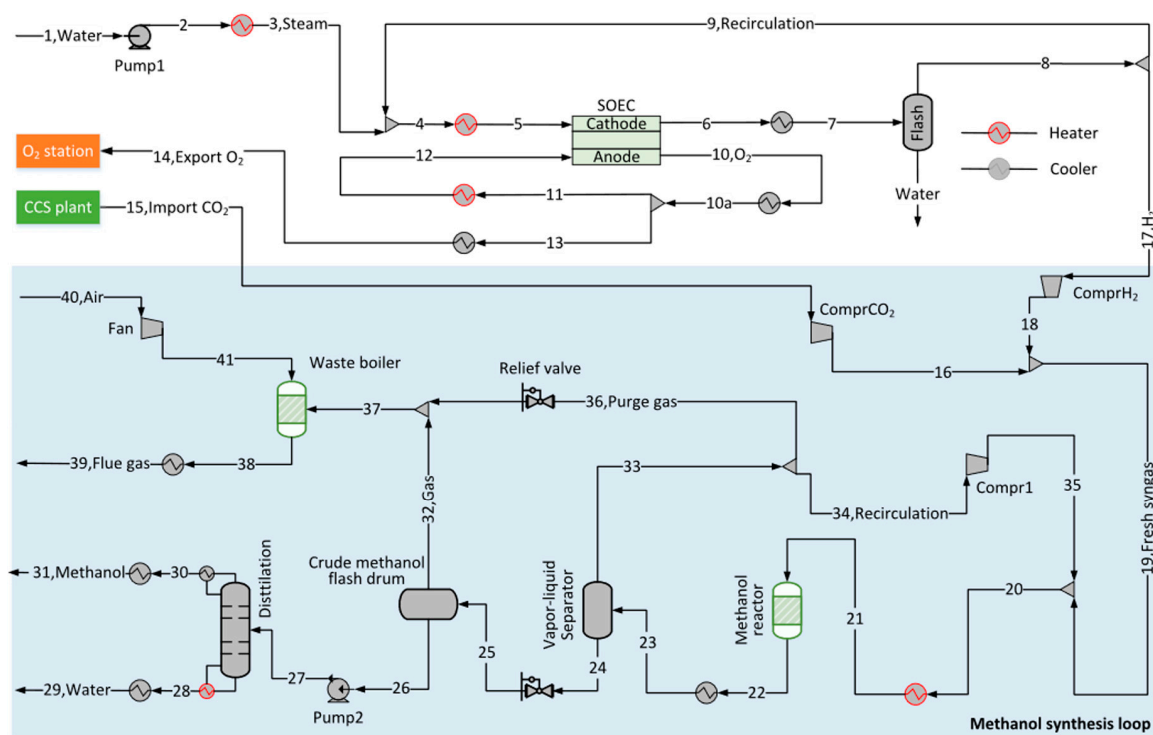 1,Water
2
3,Steam
Pump1
9,Recirculation
8
4
5
SOEC
Cathode
Anode
6
7
Flash
Water
Heater
Cooler
O₂ station
14,Export O₂
12
10,O₂
11
10a
13
CCS plant
15,Import CO₂
17,H₂
40,Air
Fan
41
Waste boiler
ComprCO₂
ComprH₂
18
16
Relief valve
37
36,Purge gas
39,Flue gas
38
32,Gas
33
Compr1
35
34,Recirculation
19,Fresh syngas
31,Methanol
30
Disttilation
Crude methanol
flash drum
Vapor-liquid
Separator
Methanol
reactor
21
20
25
24
23
22
29,Water
28
27
26
Pump2
Methanol synthesis loop